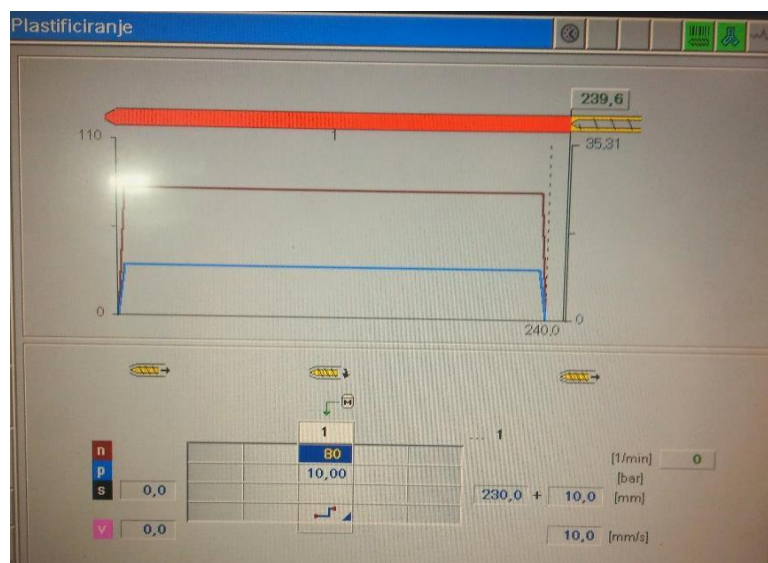 Plastificiranje
239,6
110
1
35,31
0
0
240,0
1
... 1
n
80
[1/min]
0
p
10,00
[bar]
s
0,0
230,0 + 10,0 [mm]
v
0,0
10,0 [mm/s]